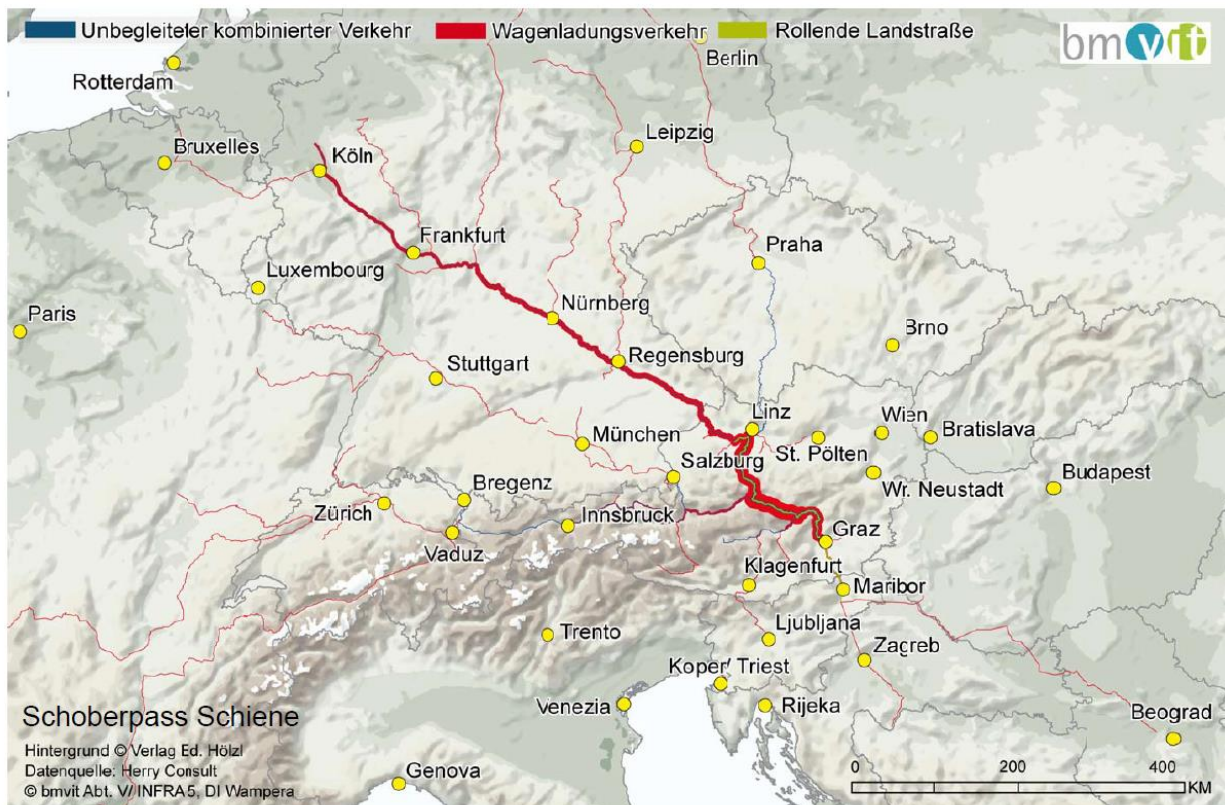 Unbegleiteler kombinierter Verkehr
Wagenladungsverkehr
Rollende Landstraße
bmvit
Berlin
Rotterdam
Leipzig
Bruxelles
Köln
Frankfurt
Praha
Luxembourg
Paris
Nürnberg
Brno
Regensburg
Stuttgart
Linz
Wien
München
St. Pölten
Bratislava
Salzburg
Budapest
Wr. Neustadt
Bregenz
Zürich
Innsbruck
Vaduz
Graz
Klagenfurt
Maribor
Trento
Ljubljana
Zagreb
Koper/ Triest
Venezia
Rijeka
Beograd
Schoberpass Schiene
Hintergrund © Verlag Ed. Hölzl
Datenquelle: Herry Consult
© bmvit Abt. V/ INFRA5, DI Wampera
Genova
0 200 400
KM